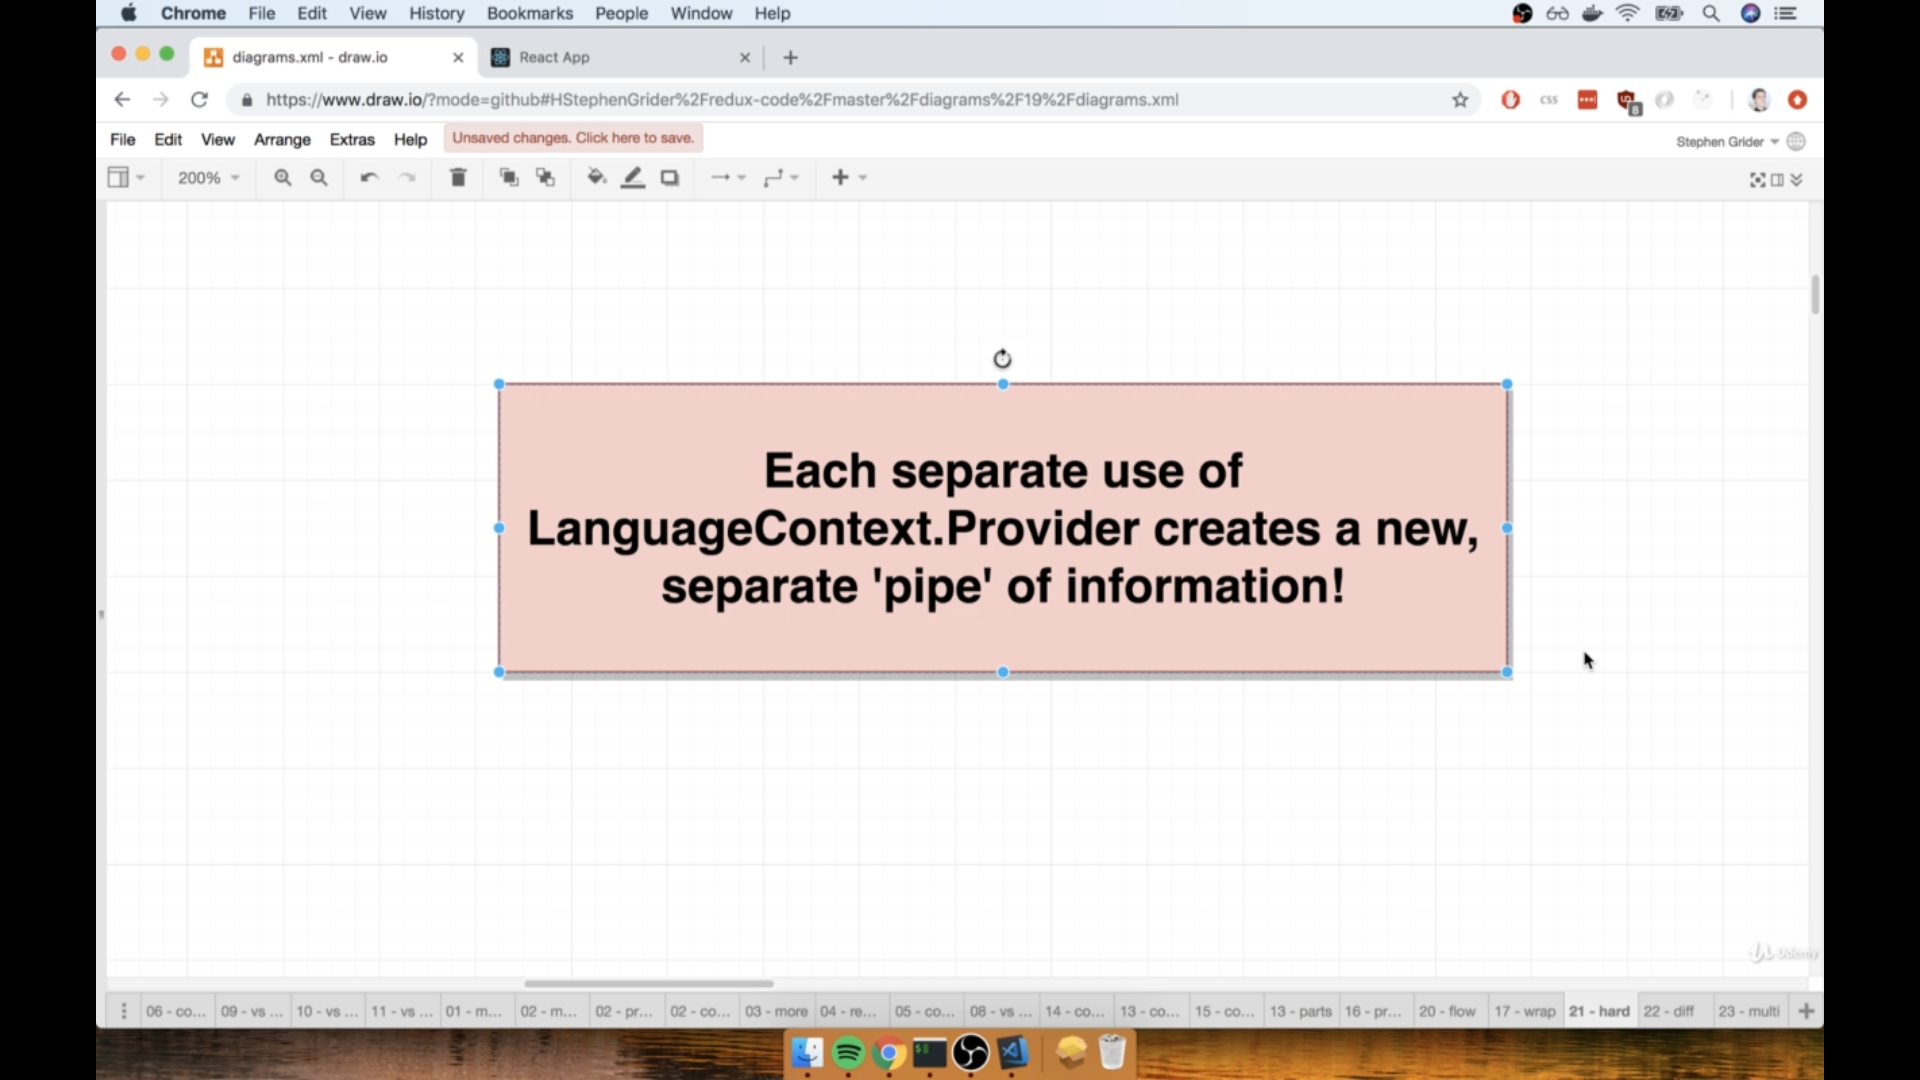 Chrome File Edit View History Bookmarks People Window Help
diagrams.xml - draw.io React App
https://www.draw.io/?mode=github#HStephenGrider%2Fredux-code%2Fmaster%2Fdiagrams%2F19%2Fdiagrams.xml
CSS
8
File Edit View Arrange Extras Help Unsaved changes. Click here to save. Stephen Grider
200%
Each separate use of
LanguageContext.Provider creates a new,
separate 'pipe' of information!
Udemy
06 - co... 09 - vs ... 10 - vs ... 11 - vs ... 01 - m... 02 - m... 02 - pr... 02 - co... 03 - more 04 - re... 05 - co... 08 - vs ... 14 - co... 13 - co... 15 - co... 13 - parts 16 - pr... 20 - flow 17 - wrap 21 - hard 22 - diff 23 - multi